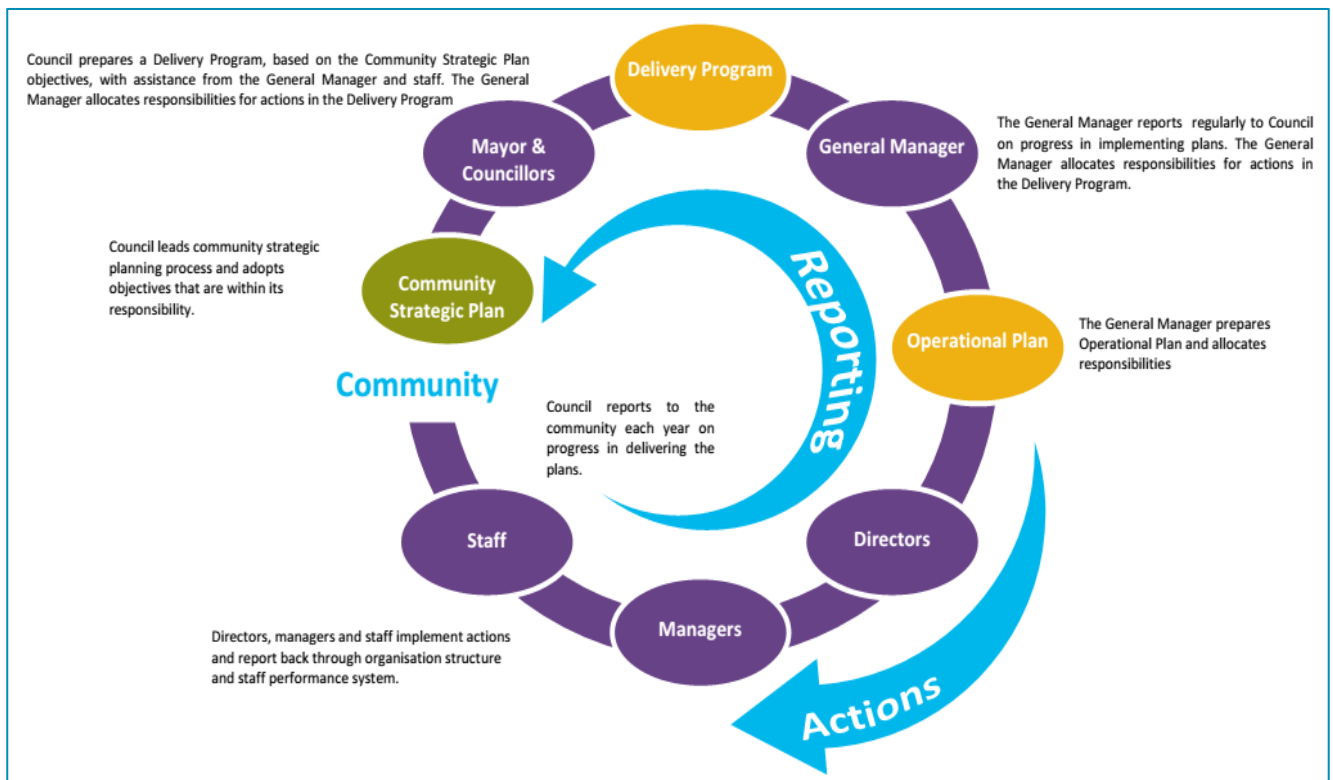 Council prepares a Delivery Program, based on the Community Strategic Plan
objectives, with assistance from the General Manager and staff. The General
Manager allocates responsibilities for actions in the Delivery Program
Delivery Program
Mayor &
Councillors
General Manager
The General Manager reports regularly to Council
on progress in implementing plans. The General
Manager allocates responsibilities for actions in
the Delivery Program.
Council leads community strategic
planning process and adopts
objectives that are within its
responsibility.
Community
Strategic Plan
Reporting
Operational Plan
The General Manager prepares
Operational Plan and allocates
responsibilities
Community
Council reports to the
community each year on
progress in delivering the
plans.
Staff
Directors
Managers
Directors, managers and staff implement actions
and report back through organisation structure
and staff performance system.
Actions